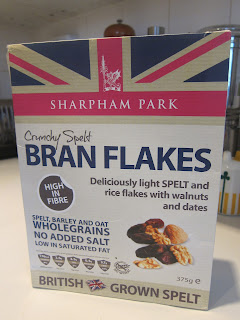 SHARPHAM PARK
Crunchy Spelt
BRAN FLAKES
HIGH
IN
FIBRE
Deliciously light SPELT and
rice flakes with walnuts
and dates
SPELT, BARLEY AND OAT
WHOLEGRAINS
NO ADDED SALT
LOW IN SATURATED FAT
375g e
BRITISH GROWN SPELT